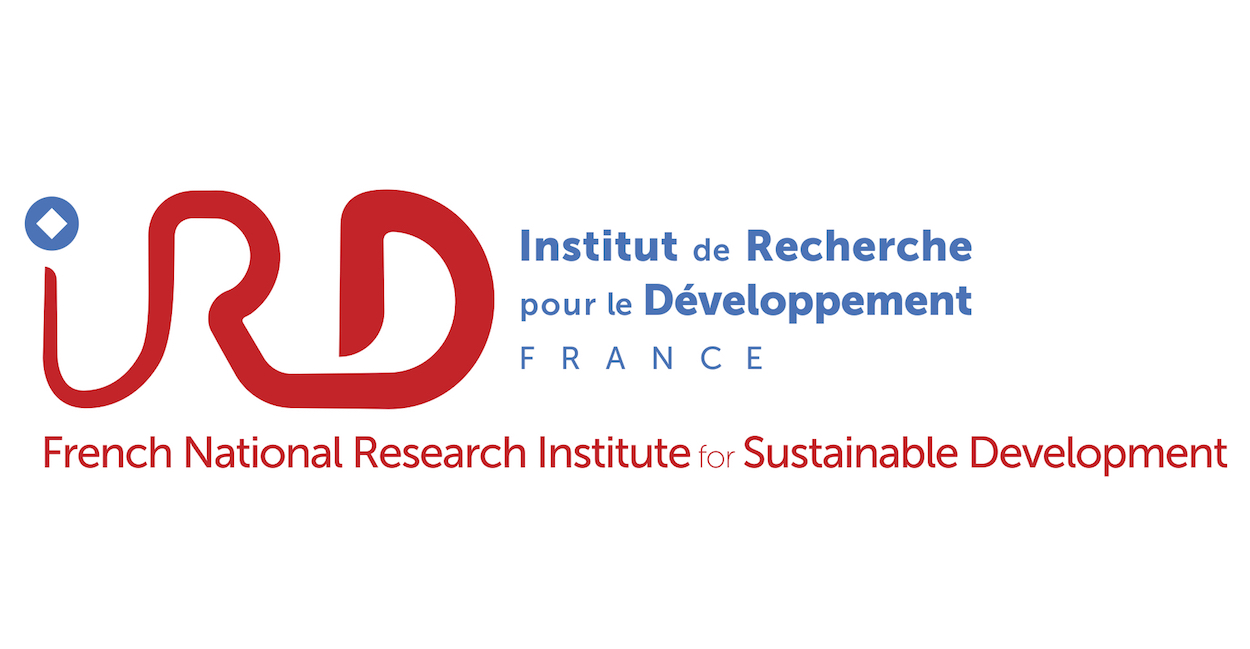 iRD
Institut de Recherche
pour le Développement
FRANCE
French National Research Institute for Sustainable Development